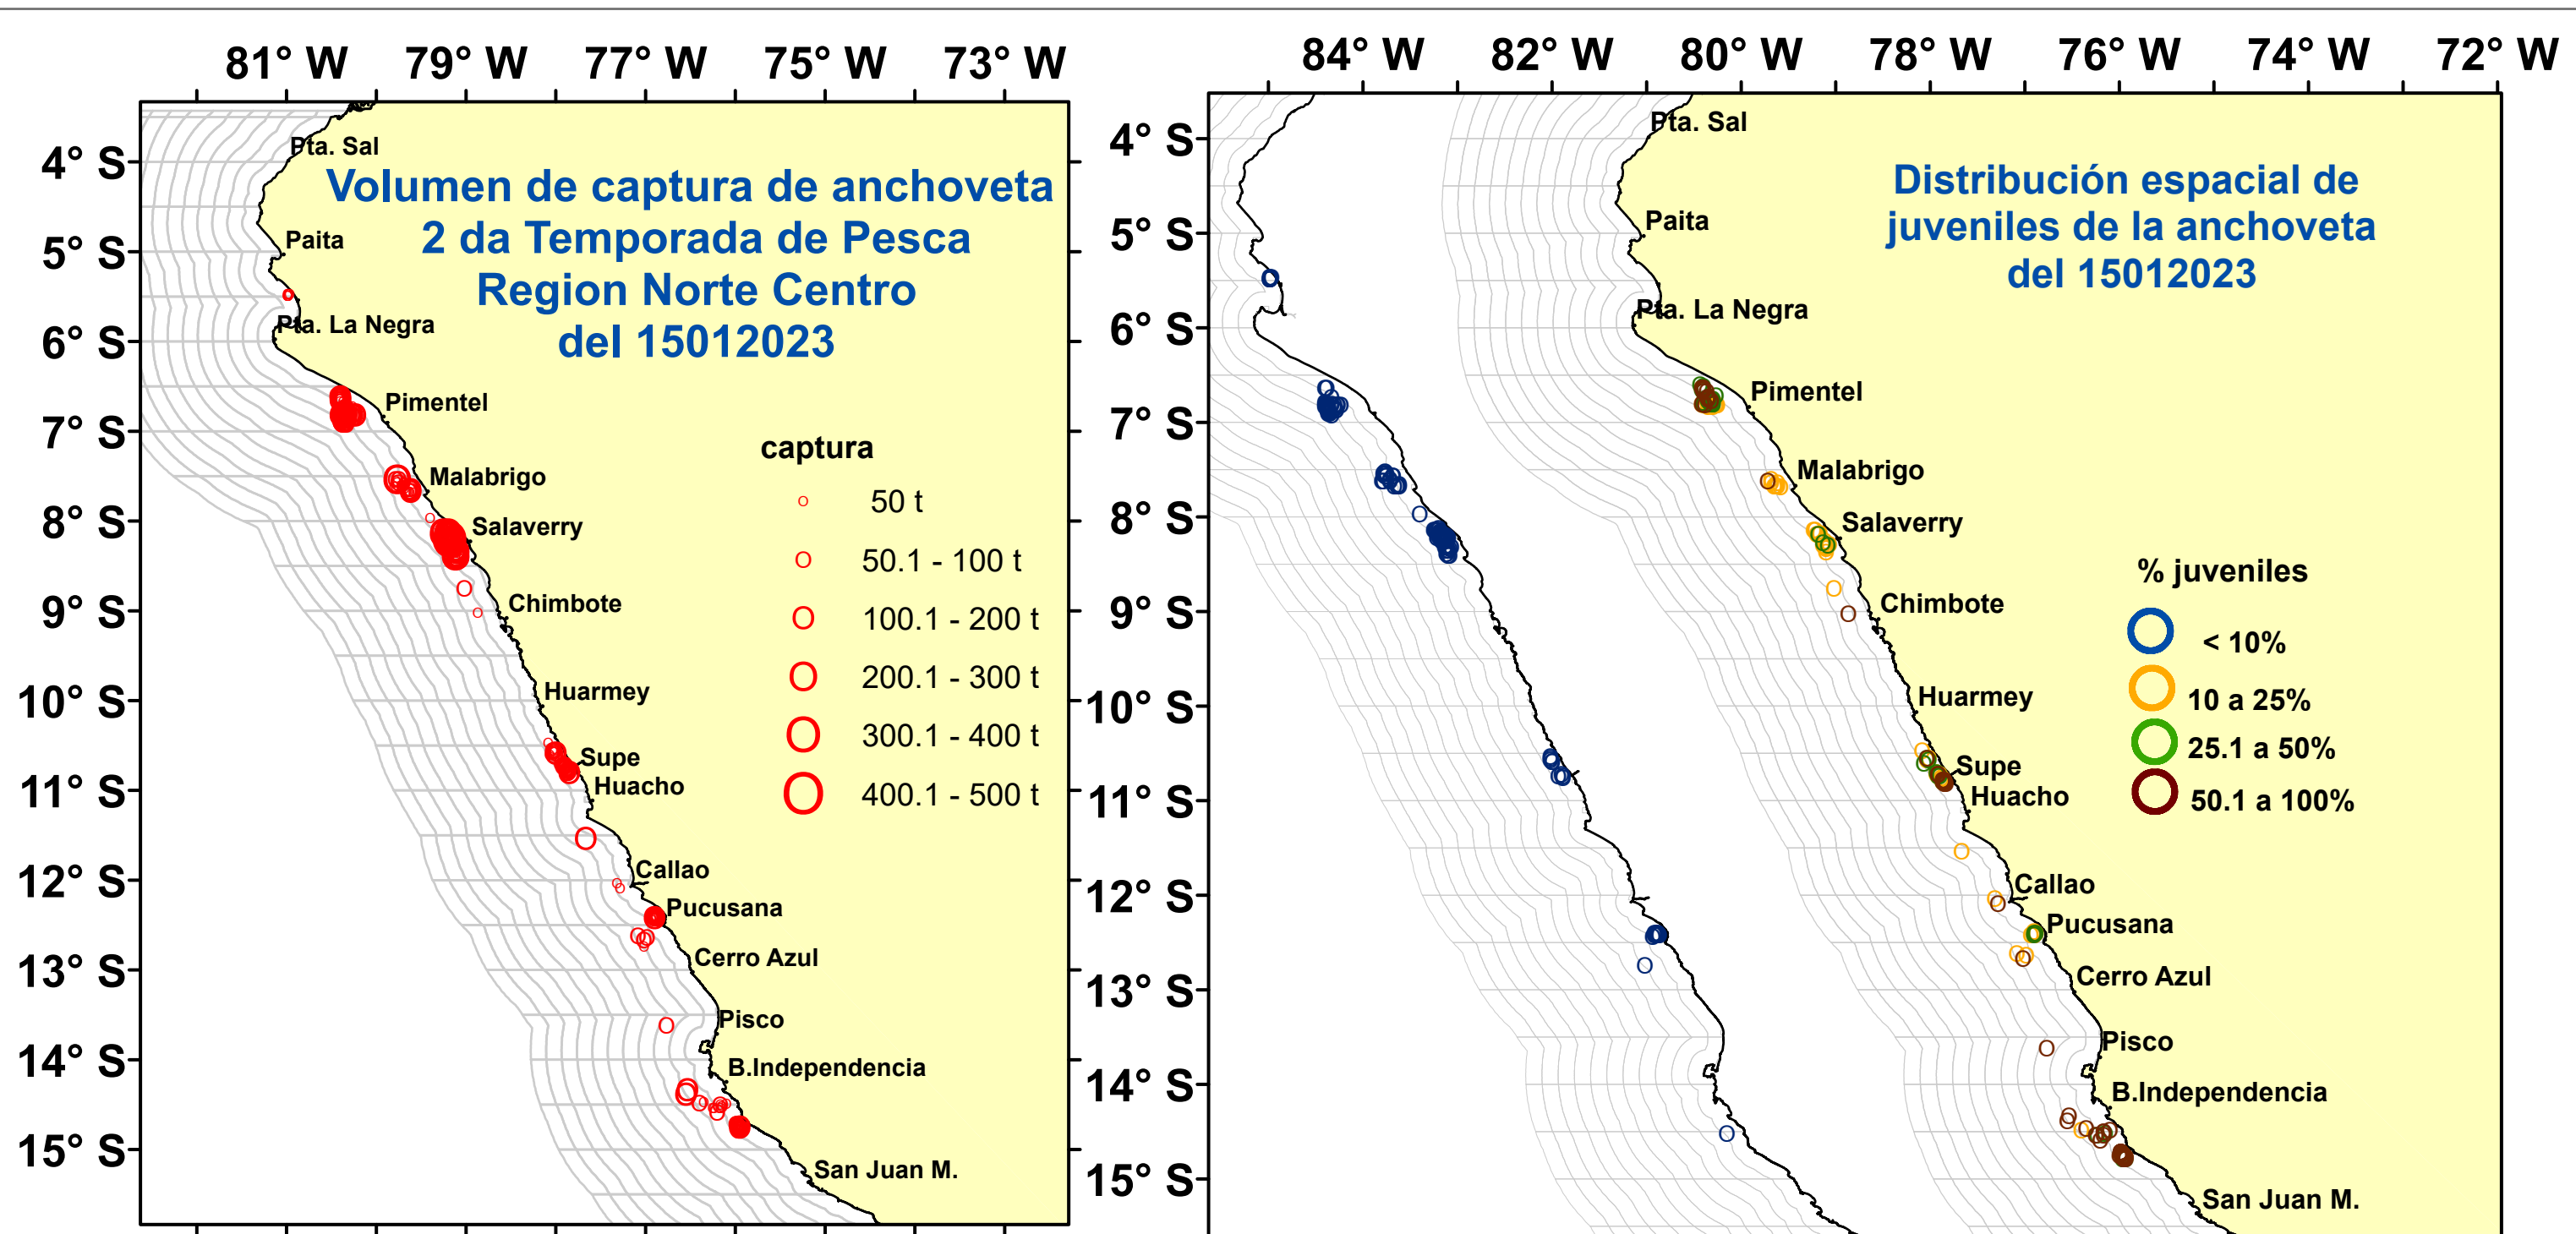 81° W 79° W 77° W 75° W 73° W
4° S
5° S
6° S
7° S
8° S
9° S
10° S
11° S
12° S
13° S
14° S
15° S
Volumen de captura de anchoveta
2 da Temporada de Pesca
Region Norte Centro
del 15012023
Pta. Sal
Paita
Pta. La Negra
Pimentel
Malabrigo
Salaverry
Chimbote
Huarmey
Supe
Huacho
Callao
Pucusana
Cerro Azul
Pisco
B.Independencia
San Juan M.
captura
50 t
50.1 - 100 t
100.1 - 200 t
200.1 - 300 t
300.1 - 400 t
400.1 - 500 t
84° W 82° W 80° W 78° W 76° W 74° W 72° W
4° S
5° S
6° S
7° S
8° S
9° S
10° S
11° S
12° S
13° S
14° S
15° S
Distribución espacial de
juveniles de la anchoveta
del 15012023
Pta. Sal
Paita
Pta. La Negra
Pimentel
Malabrigo
Salaverry
Chimbote
Huarmey
Supe
Huacho
Callao
Pucusana
Cerro Azul
Pisco
B.Independencia
San Juan M.
% juveniles
< 10%
10 a 25%
25.1 a 50%
50.1 a 100%